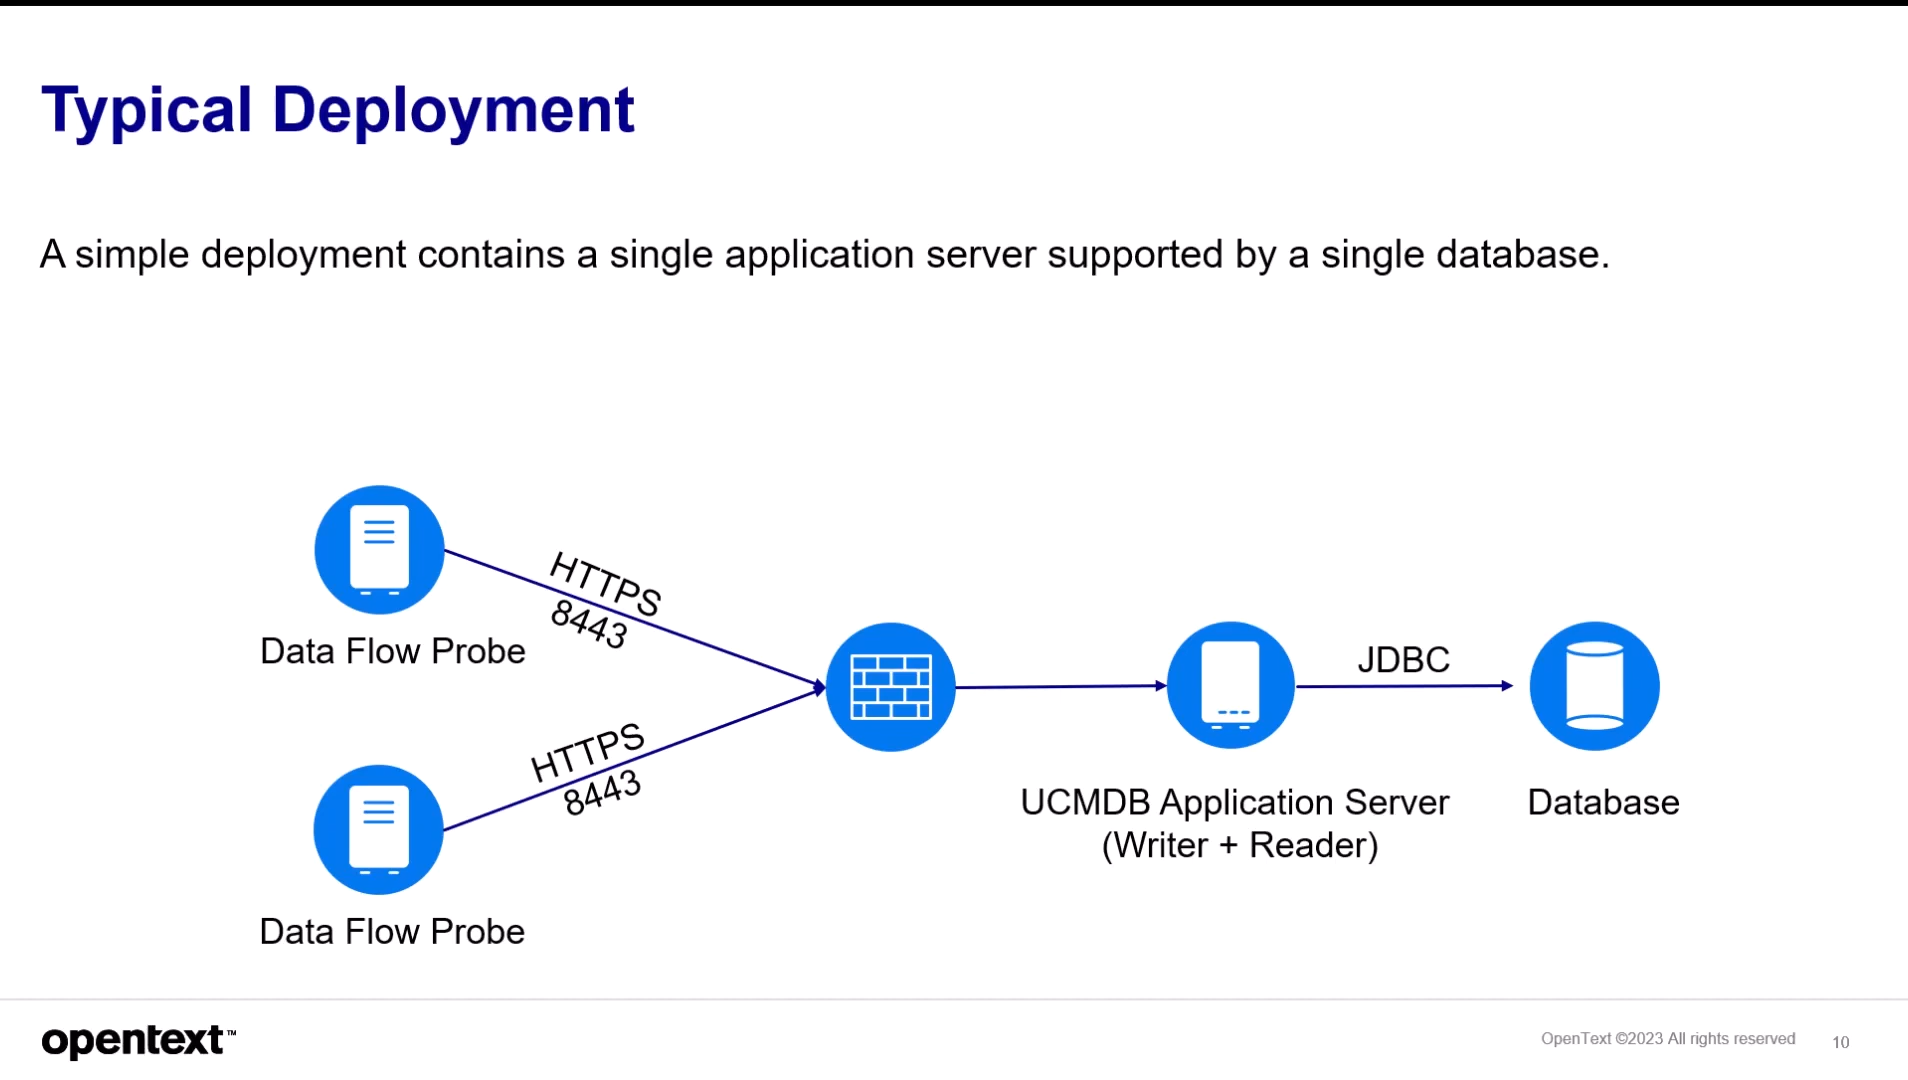 Typical Deployment
A simple deployment contains a single application server supported by a single database.
HTTPS
8443
Data Flow Probe
HTTPS
8443
Data Flow Probe
JDBC
UCMDB Application Server
(Writer + Reader)
Database
opentext™
OpenText ©2023 All rights reserved
10